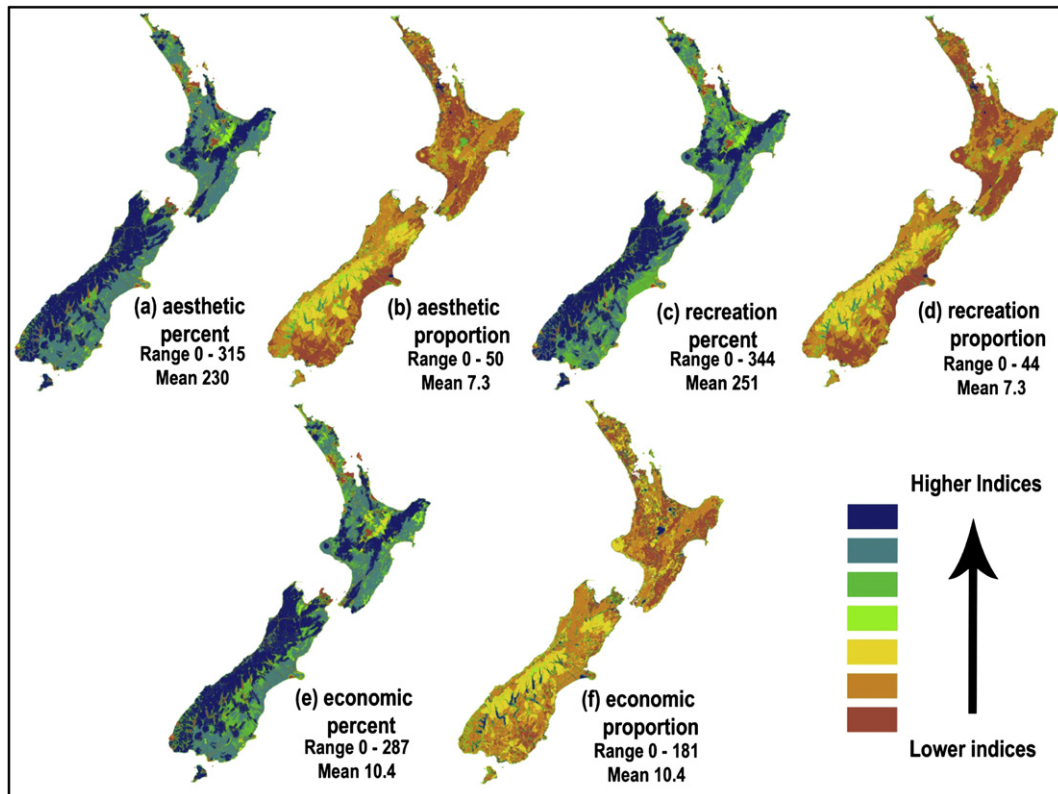 (a) aesthetic
percent
Range 0 - 315
Mean 230
(b) aesthetic
proportion
Range 0 - 50
Mean 7.3
(c) recreation
percent
Range 0 - 344
Mean 251
(d) recreation
proportion
Range 0 - 44
Mean 7.3
(e) economic
percent
Range 0 - 287
Mean 10.4
(f) economic
proportion
Range 0 - 181
Mean 10.4
Higher Indices
Lower indices